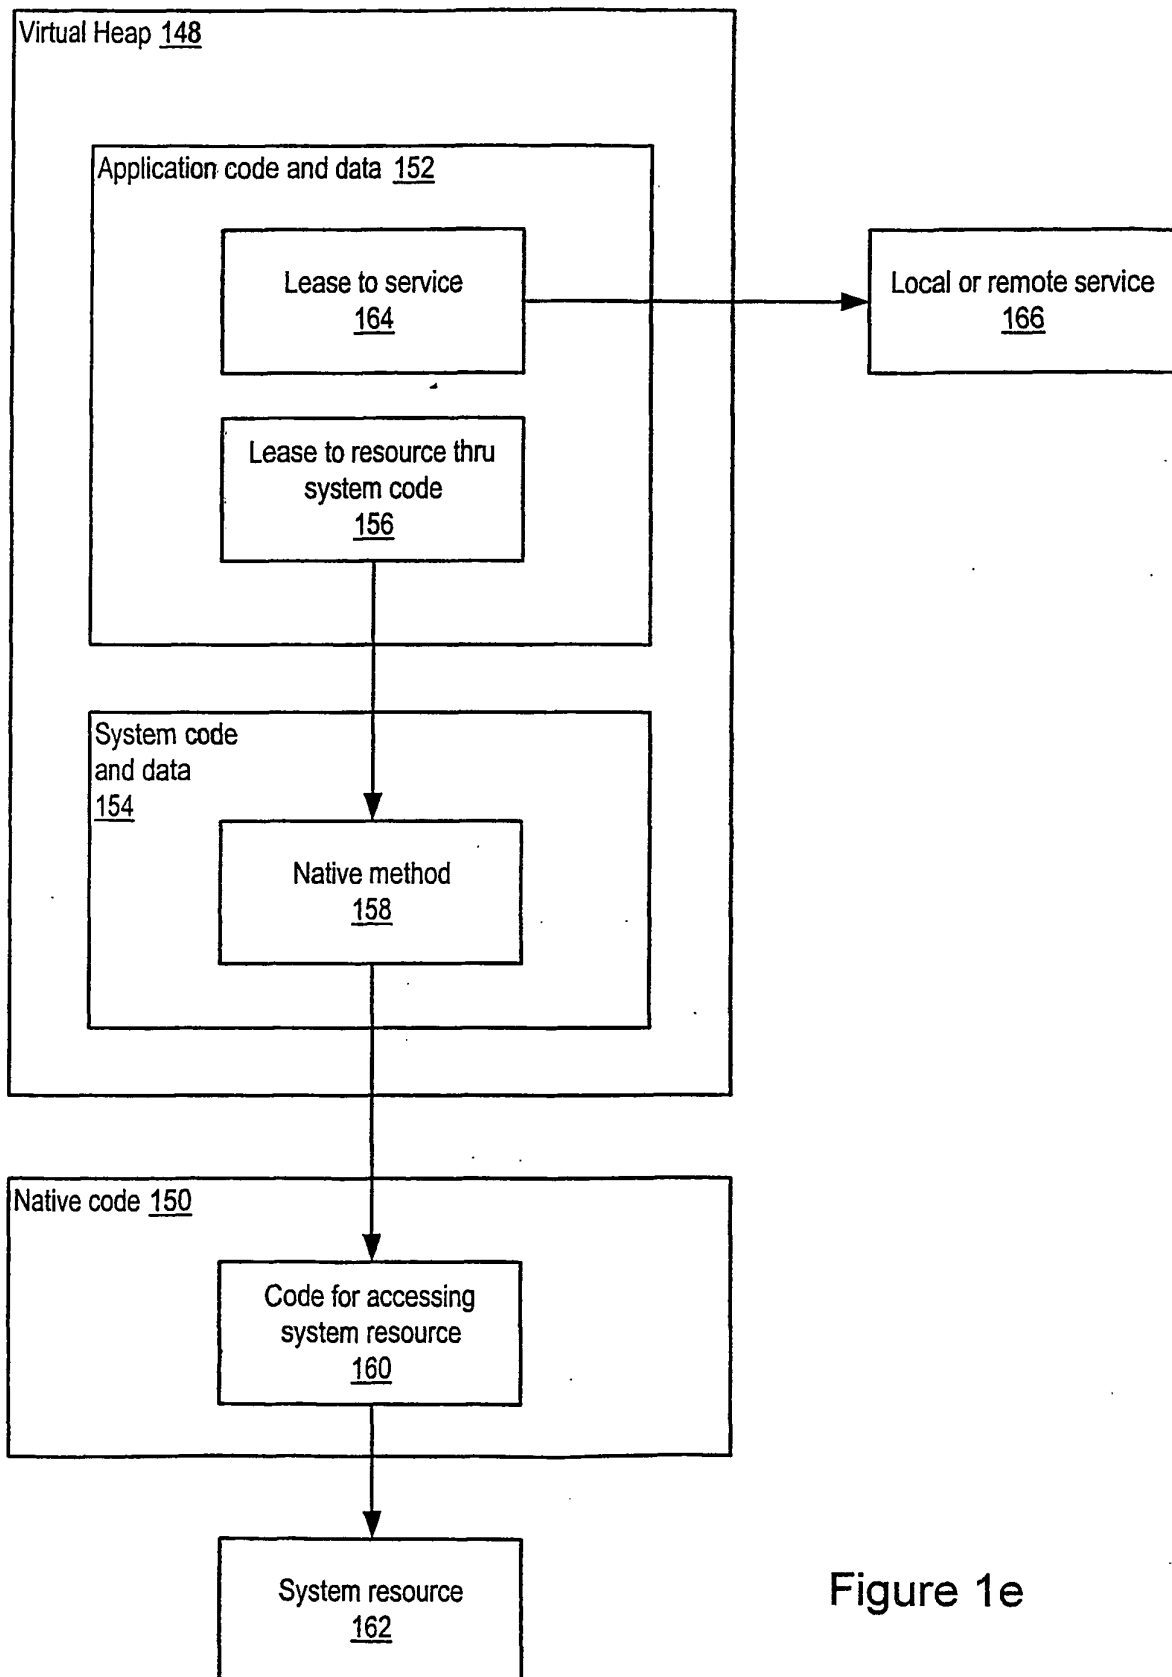 Virtual Heap 148
Application code and data 152
Lease to service
164
Local or remote service
166
Lease to resource thru
system code
156
System code
and data
154
Native method
158
Native code 150
Code for accessing
system resource
160
System resource
162
Figure 1e